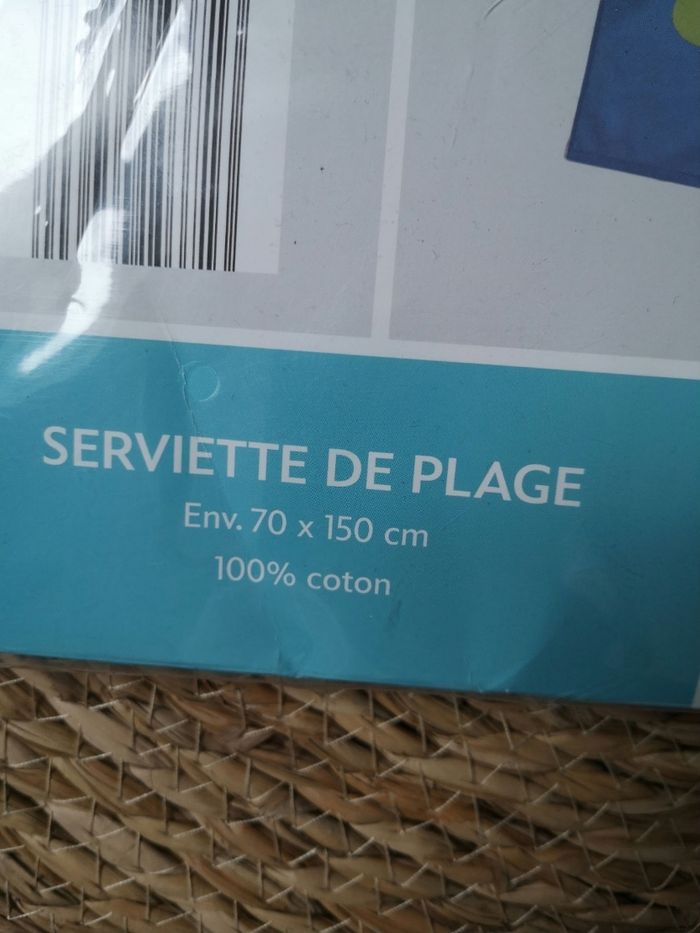 SERVIETTE DE PLAGE
Env. 70 x 150 cm
100% coton